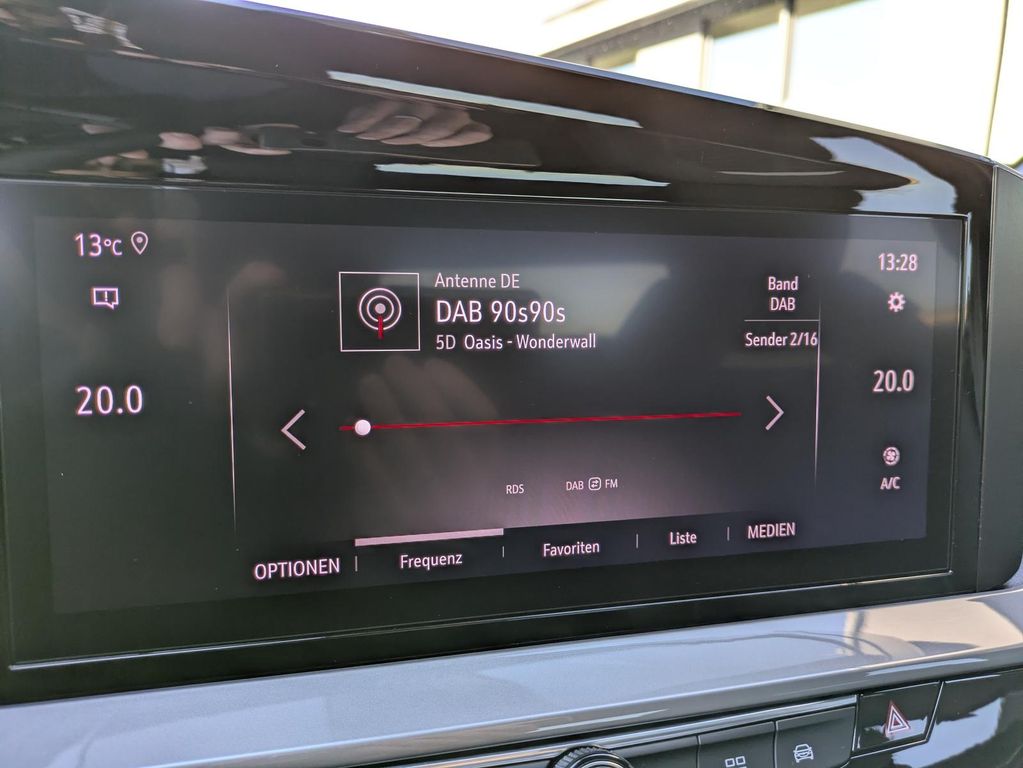 13°C
13:28
Antenne DE
DAB 90s90s
5D Oasis - Wonderwall
Band
DAB
Sender 2/16
20.0
20.0
A/C
RDS
DAB FM
OPTIONEN | Frequenz | Favoriten | Liste | MEDIEN